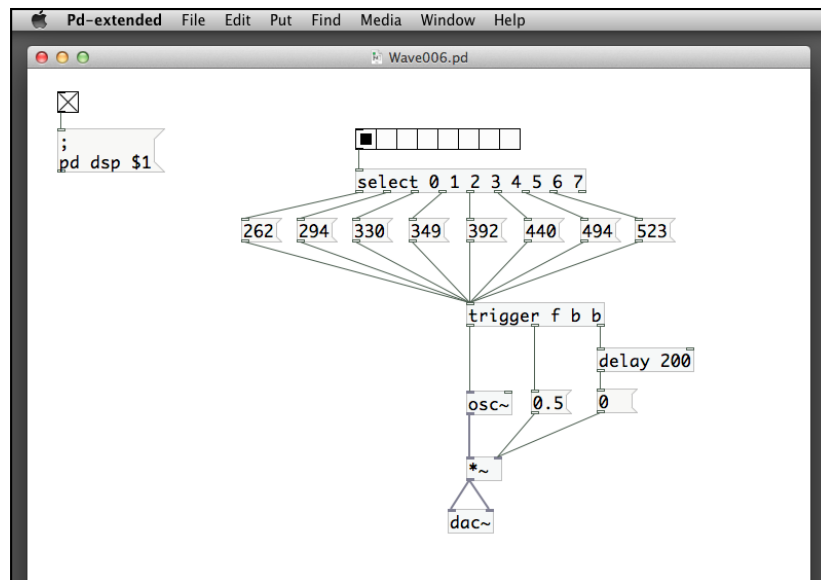 Pd-extended File Edit Put Find Media Window Help
Wave006.pd
;
pd dsp $1
select 0 1 2 3 4 5 6 7
262 294 330 349 392 440 494 523
trigger f b b
delay 200
osc~ 0.5 0
*~
dac~